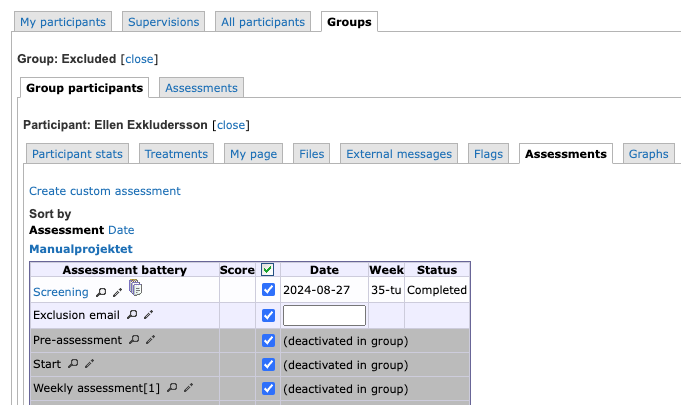 My participants Supervisions All participants Groups
Group: Excluded [close]
Group participants Assessments
Participant: Ellen Exkludersson [close]
Participant stats Treatments My page Files External messages Flags Assessments Graphs
Create custom assessment
Sort by
Assessment Date
Manualprojektet
Assessment battery Score Date Week Status
Screening 2024-08-27 35-tu Completed
Exclusion email
Pre-assessment (deactivated in group)
Start (deactivated in group)
Weekly assessment[1] (deactivated in group)